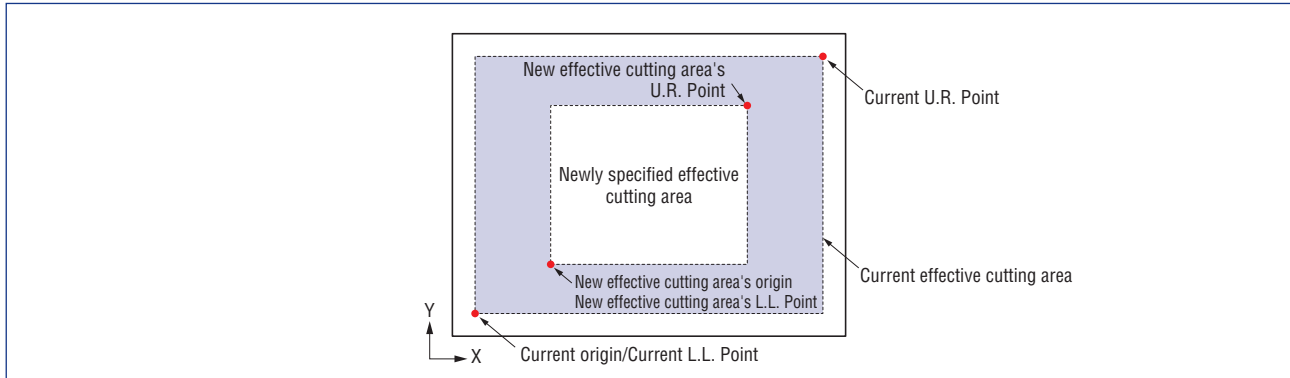 New effective cutting area's
U.R. Point
Current U.R. Point
Newly specified effective
cutting area
New effective cutting area's origin
New effective cutting area's L.L. Point
Current effective cutting area
Y
X
Current origin/Current L.L. Point